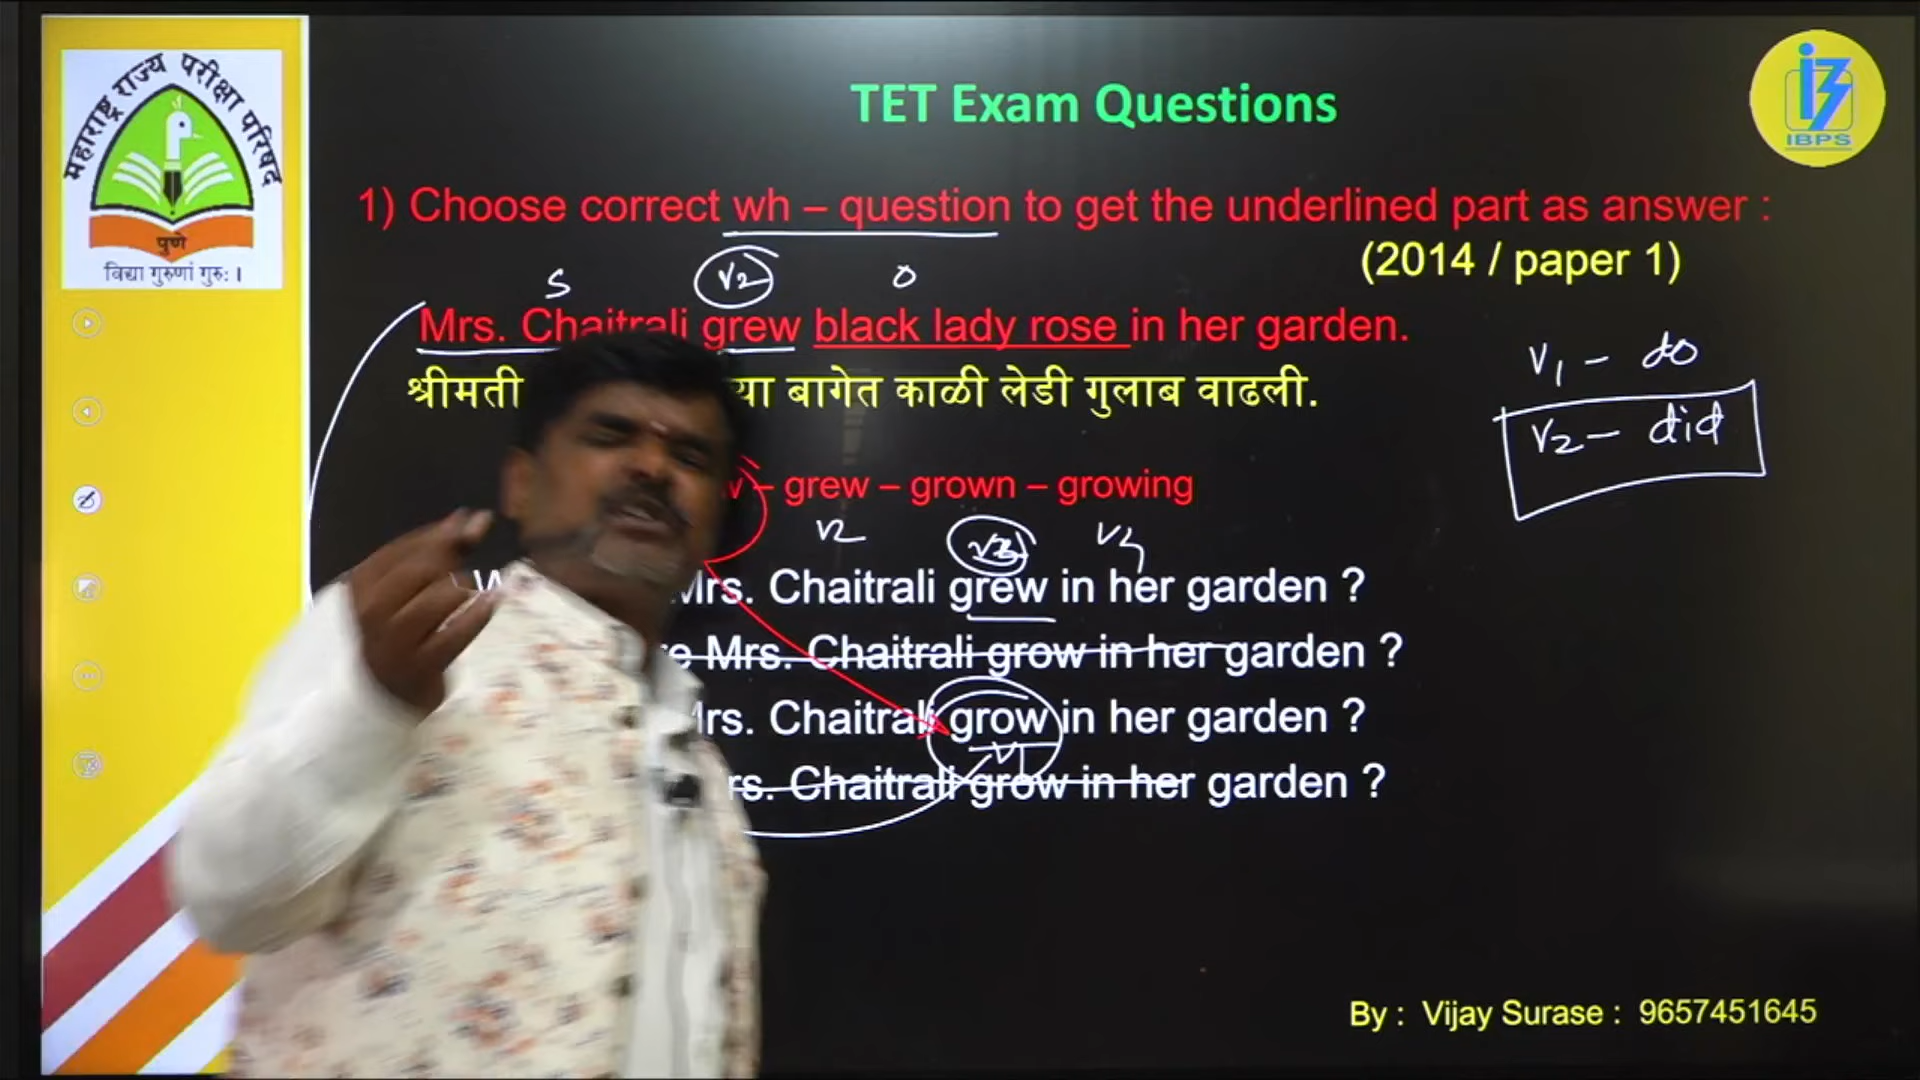 महाराष्ट्र राज्य परीक्षा परिषद
पुणे
विद्या गुरुणां गुरुः ।
IBPS
TET Exam Questions
1) Choose correct wh – question to get the underlined part as answer :
(2014 / paper 1)
S V2 O
Mrs. Chaitrali grew black lady rose in her garden.
श्रीमती बागेत काळी लेडी गुलाब वाढली.
V1 – do
V2 – did
– grew – grown – growing
V2 V3 V4
Mrs. Chaitrali grew in her garden ?
Mrs. Chaitrali grow in her garden ?
Mrs. Chaitrali grow in her garden ?
V1
Chaitrali grow in her garden ?
By : Vijay Surase : 9657451645